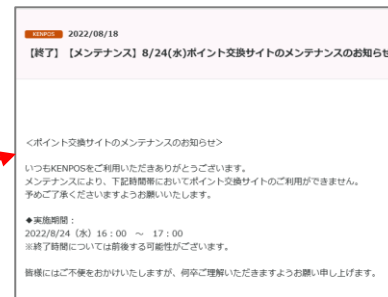 KENPOS 2022/08/18
【終了】【メンテナンス】8/24(水)ポイント交換サイトのメンテナンスのお知らせ
<ポイント交換サイトのメンテナンスのお知らせ>
いつもKENPOSをご利用いただきありがとうございます。
メンテナンスにより、下記時間帯においてポイント交換サイトのご利用ができません。
予めご了承くださいますようお願いいたします。
◆実施期間：
2022/8/24（水）16：00 ～ 17：00
※終了時間については前後する可能性がございます。
皆様にはご不便をおかけいたしますが、何卒ご理解いただきますようお願い申し上げます。